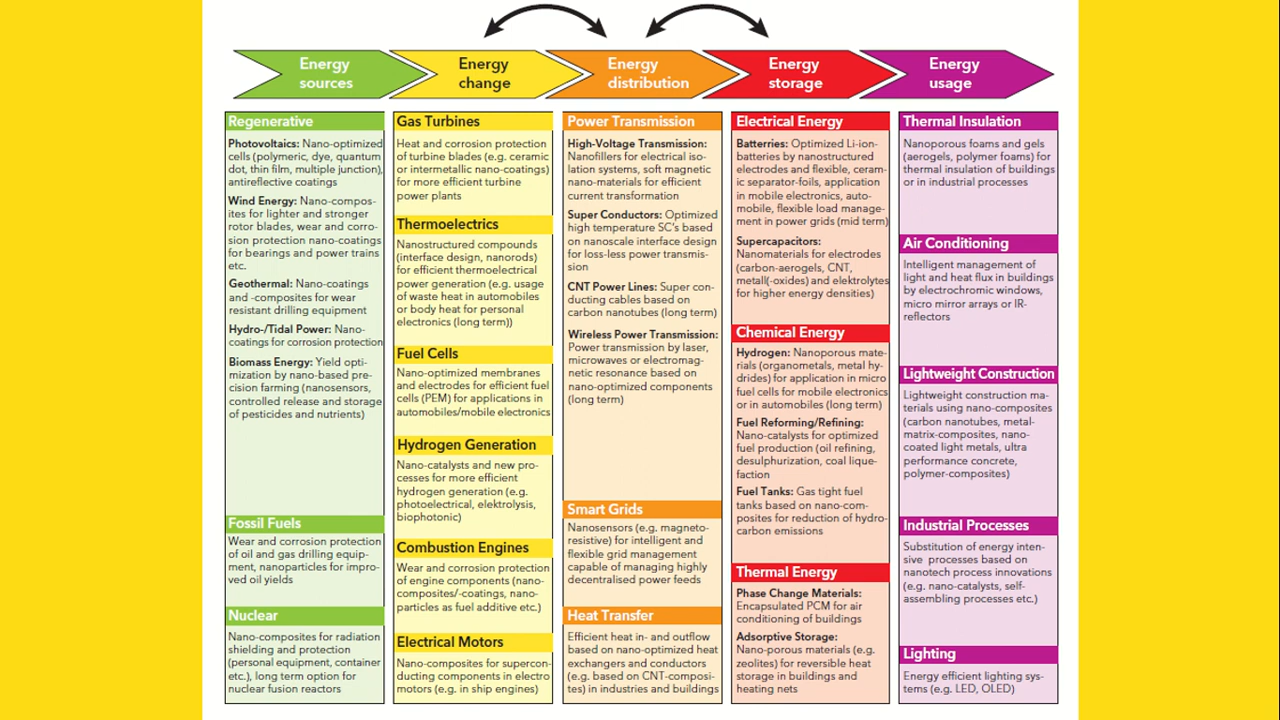 Energy
sources
Energy
change
Energy
distribution
Energy
storage
Energy
usage
Regenerative
Photovoltaics: Nano-optimized
cells (polymeric, dye, quantum
dot, thin film, multiple junction),
antireflective coatings
Wind Energy: Nano-compos-
ites for lighter and stronger
rotor blades, wear and corro-
sion protection nano-coatings
for bearings and power trains
etc.
Geothermal: Nano-coatings
and -composites for wear
resistant drilling equipment
Hydro-/Tidal Power: Nano-
coatings for corrosion protection
Biomass Energy: Yield opti-
mization by nano-based pre-
cision farming (nanosensors,
controlled release and storage
of pesticides and nutrients)
Fossil Fuels
Wear and corrosion protection
of oil and gas drilling equip-
ment, nanoparticles for impro-
ved oil yields
Nuclear
Nano-composites for radiation
shielding and protection
(personal equipment, container
etc.), long term option for
nuclear fusion reactors
Gas Turbines
Heat and corrosion protection
of turbine blades (e.g. ceramic
or intermetallic nano-coatings)
for more efficient turbine
power plants
Thermoelectrics
Nanostructured compounds
(interface design, nanorods)
for efficient thermoelectrical
power generation (e.g. usage
of waste heat in automobiles
or body heat for personal
electronics (long term))
Fuel Cells
Nano-optimized membranes
and electrodes for efficient fuel
cells (PEM) for applications in
automobiles/mobile electronics
Hydrogen Generation
Nano-catalysts and new pro-
cesses for more efficient
hydrogen generation (e.g.
photoelectrical, elektrolysis,
biophotonic)
Combustion Engines
Wear and corrosion protection
of engine components (nano-
composites/-coatings, nano-
particles as fuel additive etc.)
Electrical Motors
Nano-composites for supercon-
ducting components in electro
motors (e.g. in ship engines)
Power Transmission
High-Voltage Transmission:
Nanofillers for electrical iso-
lation systems, soft magnetic
nano-materials for efficient
current transformation
Super Conductors: Optimized
high temperature SC's based
on nanoscale interface design
for loss-less power transmis-
sion
CNT Power Lines: Super con-
ducting cables based on
carbon nanotubes (long term)
Wireless Power Transmission:
Power transmission by laser,
microwaves or electromag-
netic resonance based on
nano-optimized components
(long term)
Smart Grids
Nanosensors (e.g. magneto-
resistive) for intelligent and
flexible grid management
capable of managing highly
decentralised power feeds
Heat Transfer
Efficient heat in- and outflow
based on nano-optimized heat
exchangers and conductors
(e.g. based on CNT-composi-
tes) in industries and buildings
Electrical Energy
Batterries: Optimized Li-ion-
batteries by nanostructured
electrodes and flexible, ceram-
ic separator-foils, application
in mobile electronics, auto-
mobile, flexible load manage-
ment in power grids (mid term)
Supercapacitors:
Nanomaterials for electrodes
(carbon-aerogels, CNT,
metall(-oxides) and elektrolytes
for higher energy densities)
Chemical Energy
Hydrogen: Nanoporous mate-
rials (organometals, metal hy-
drides) for application in micro
fuel cells for mobile electronics
or in automobiles (long term)
Fuel Reforming/Refining:
Nano-catalysts for optimized
fuel production (oil refining,
desulphurization, coal lique-
faction
Fuel Tanks: Gas tight fuel
tanks based on nano-com-
posites for reduction of hydro-
carbon emissions
Thermal Energy
Phase Change Materials:
Encapsulated PCM for air
conditioning of buildings
Adsorptive Storage:
Nano-porous materials (e.g.
zeolites) for reversible heat
storage in buildings and
heating nets
Thermal Insulation
Nanoporous foams and gels
(aerogels, polymer foams) for
thermal insulation of buildings
or in industrial processes
Air Conditioning
Intelligent management of
light and heat flux in buildings
by electrochromic windows,
micro mirror arrays or IR-
reflectors
Lightweight Construction
Lightweight construction ma-
terials using nano-composites
(carbon nanotubes, metal-
matrix-composites, nano-
coated light metals, ultra
performance concrete,
polymer-composites)
Industrial Processes
Substitution of energy inten-
sive processes based on
nanotech process innovations
(e.g. nano-catalysts, self-
assembling processes etc.)
Lighting
Energy efficient lighting sys-
tems (e.g. LED, OLED)